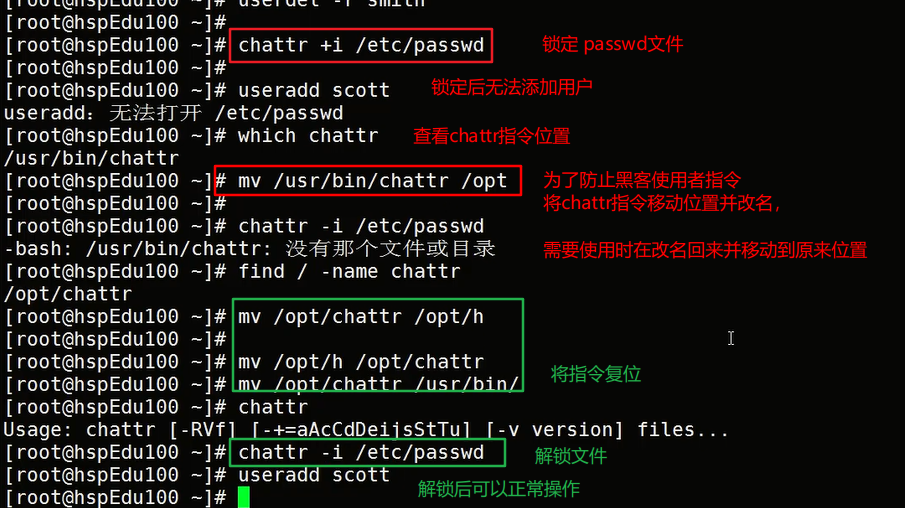 [root@hspEdu100 ~]# userdel -r smith
[root@hspEdu100 ~]#
[root@hspEdu100 ~]# chattr +i /etc/passwd 锁定 passwd文件
[root@hspEdu100 ~]#
[root@hspEdu100 ~]# useradd scott 锁定后无法添加用户
useradd：无法打开 /etc/passwd
[root@hspEdu100 ~]# which chattr 查看chattr指令位置
/usr/bin/chattr
[root@hspEdu100 ~]# mv /usr/bin/chattr /opt 为了防止黑客使用者指令
[root@hspEdu100 ~]# 将chattr指令移动位置并改名，
[root@hspEdu100 ~]# chattr -i /etc/passwd
-bash: /usr/bin/chattr: 没有那个文件或目录 需要使用时在改名回来并移动到原来位置
[root@hspEdu100 ~]# find / -name chattr
/opt/chattr
[root@hspEdu100 ~]# mv /opt/chattr /opt/h
[root@hspEdu100 ~]#
[root@hspEdu100 ~]# mv /opt/h /opt/chattr
[root@hspEdu100 ~]# mv /opt/chattr /usr/bin/ 将指令复位
[root@hspEdu100 ~]# chattr
Usage: chattr [-RVf] [-+=aAcCdDeijsStTu] [-v version] files...
[root@hspEdu100 ~]# chattr -i /etc/passwd 解锁文件
[root@hspEdu100 ~]# useradd scott
[root@hspEdu100 ~]# 解锁后可以正常操作